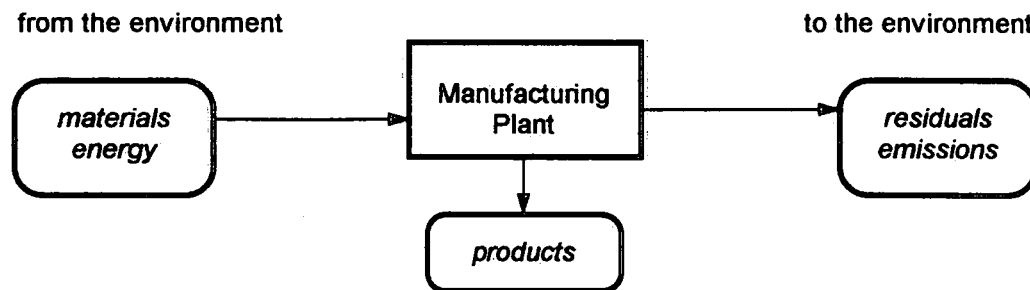 from the environment
to the environment
materials
energy
Manufacturing
Plant
residuals
emissions
products